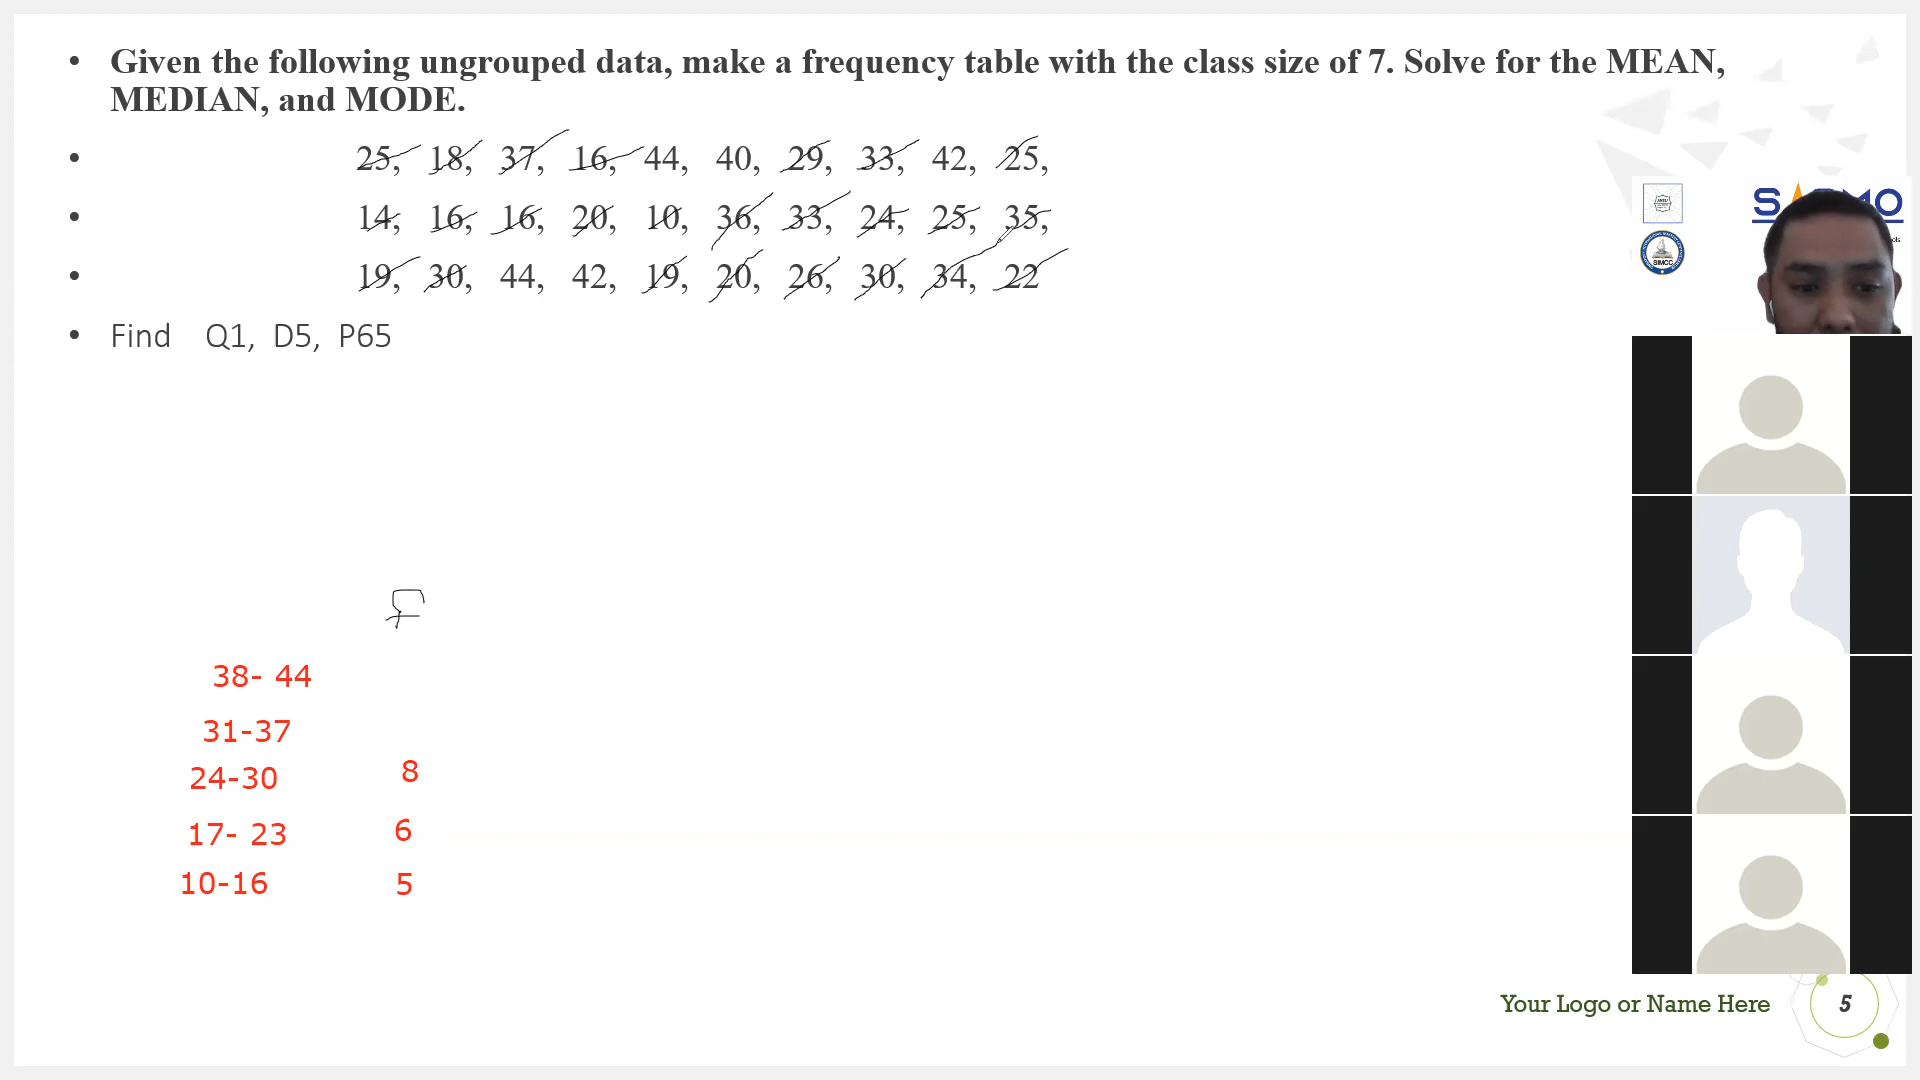 • Given the following ungrouped data, make a frequency table with the class size of 7. Solve for the MEAN,
MEDIAN, and MODE.
• 25, 18, 37, 16, 44, 40, 29, 33, 42, 25,
• 14, 16, 16, 20, 10, 36, 33, 24, 25, 35,
• 19, 30, 44, 42, 19, 20, 26, 30, 34, 22
• Find Q1, D5, P65
SIMCC
F
38- 44
31-37
24-30 8
17- 23 6
10-16 5
Your Logo or Name Here 5